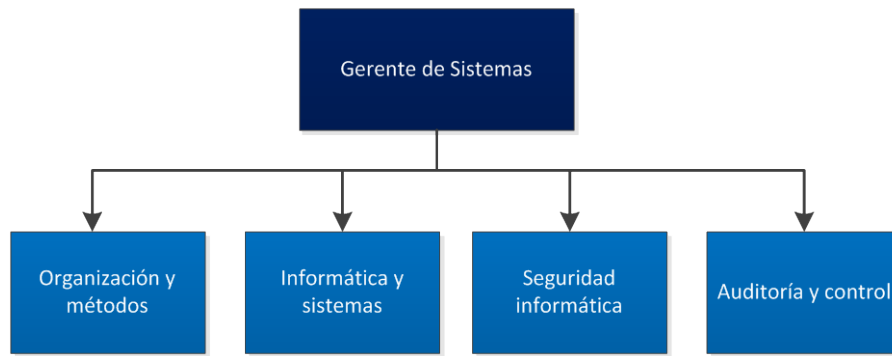 Gerente de Sistemas
Organización y
métodos
Informática y
sistemas
Seguridad
informática
Auditoría y control